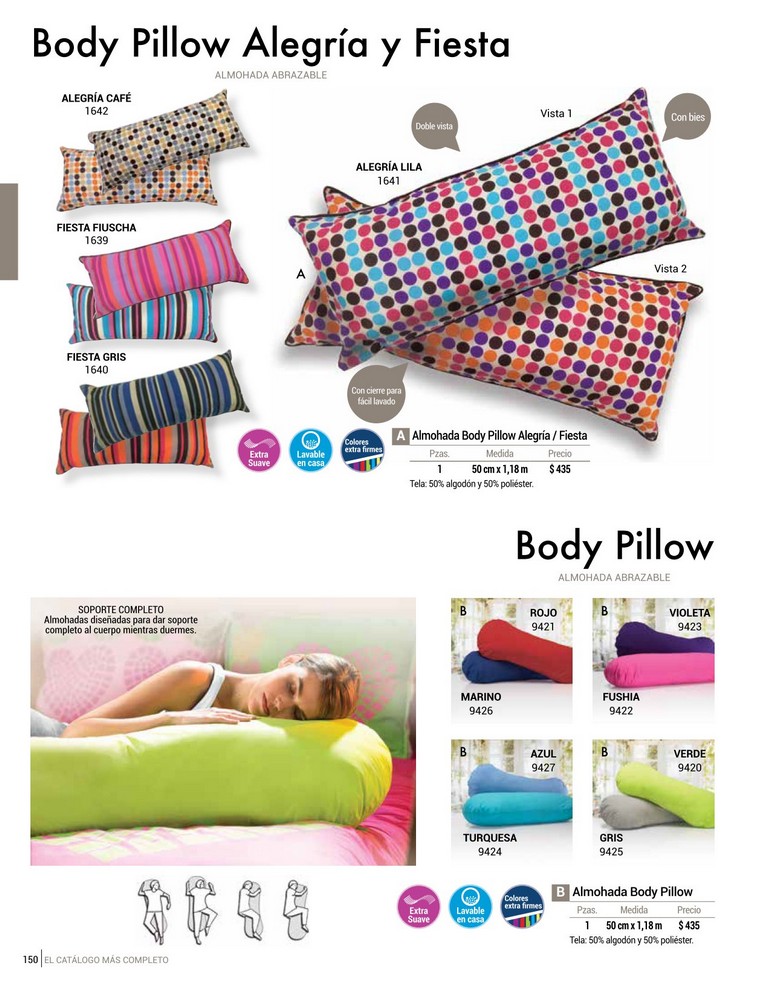 Body Pillow Alegría y Fiesta
ALMOHADA ABRAZABLE
ALEGRÍA CAFÉ
1642
FIESTA FIUSCHA
1639
FIESTA GRIS
1640
Doble vista
Vista 1
Con bies
ALEGRÍA LILA
1641
A
Vista 2
Con cierre para
fácil lavado
Extra
Suave
Lavable
en casa
Colores
extra firmes
A Almohada Body Pillow Alegría / Fiesta
Pzas. Medida Precio
1 50 cm x 1,18 m $ 435
Tela: 50% algodón y 50% poliéster.
Body Pillow
ALMOHADA ABRAZABLE
SOPORTE COMPLETO
Almohadas diseñadas para dar soporte
completo al cuerpo mientras duermes.
B ROJO
9421
MARINO
9426
B VIOLETA
9423
FUSHIA
9422
B AZUL
9427
TURQUESA
9424
B VERDE
9420
GRIS
9425
Extra
Suave
Lavable
en casa
Colores
extra firmes
B Almohada Body Pillow
Pzas. Medida Precio
1 50 cm x 1,18 m $ 435
Tela: 50% algodón y 50% poliéster.
150 EL CATÁLOGO MÁS COMPLETO